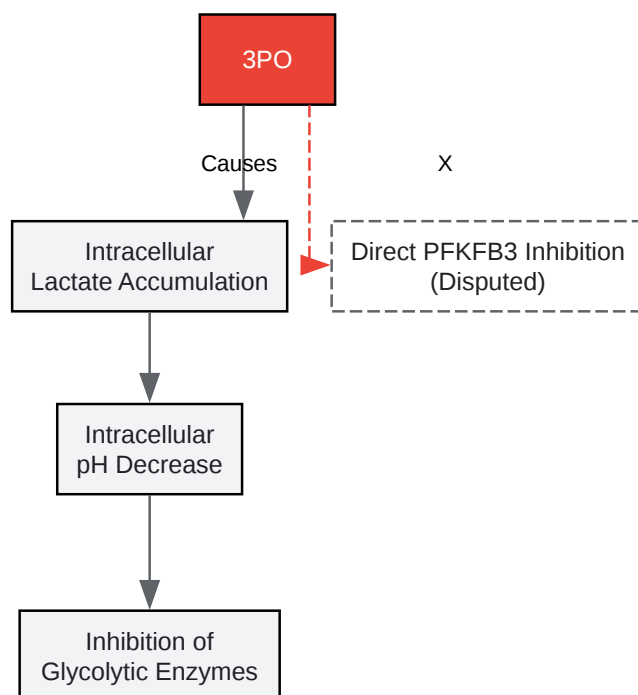 3PO
Causes
X
Intracellular
Lactate Accumulation
Direct PFKFB3 Inhibition
(Disputed)
Intracellular
pH Decrease
Inhibition of
Glycolytic Enzymes